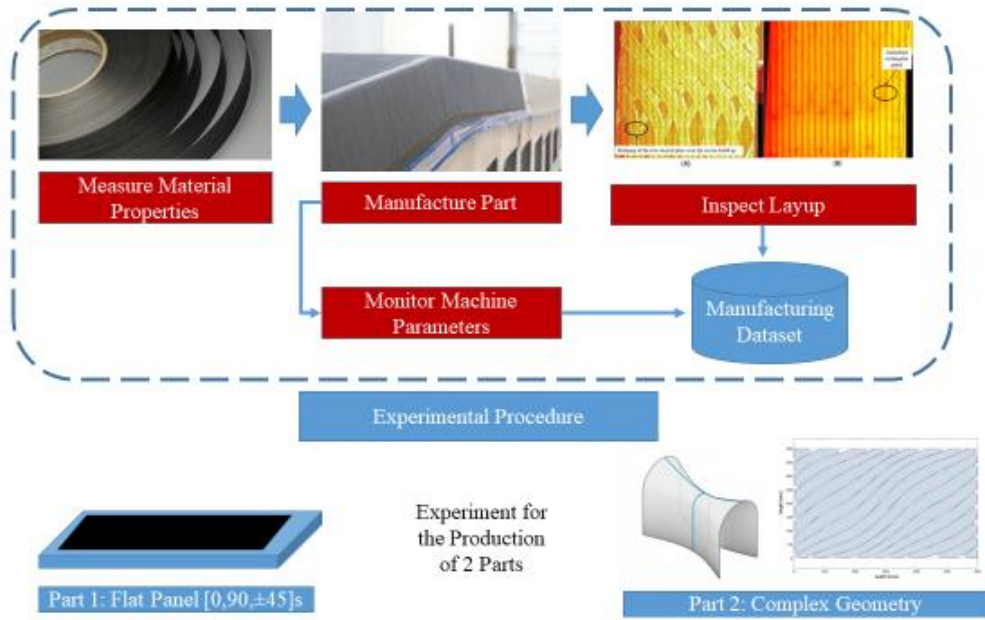 Measure Material
Properties
Manufacture Part
Inspect Layup
(A)
(B)
Monitor Machine
Parameters
Manufacturing
Dataset
Experimental Procedure
Experiment for
the Production
of 2 Parts
Part 1: Flat Panel [0,90,±45]s
Part 2: Complex Geometry